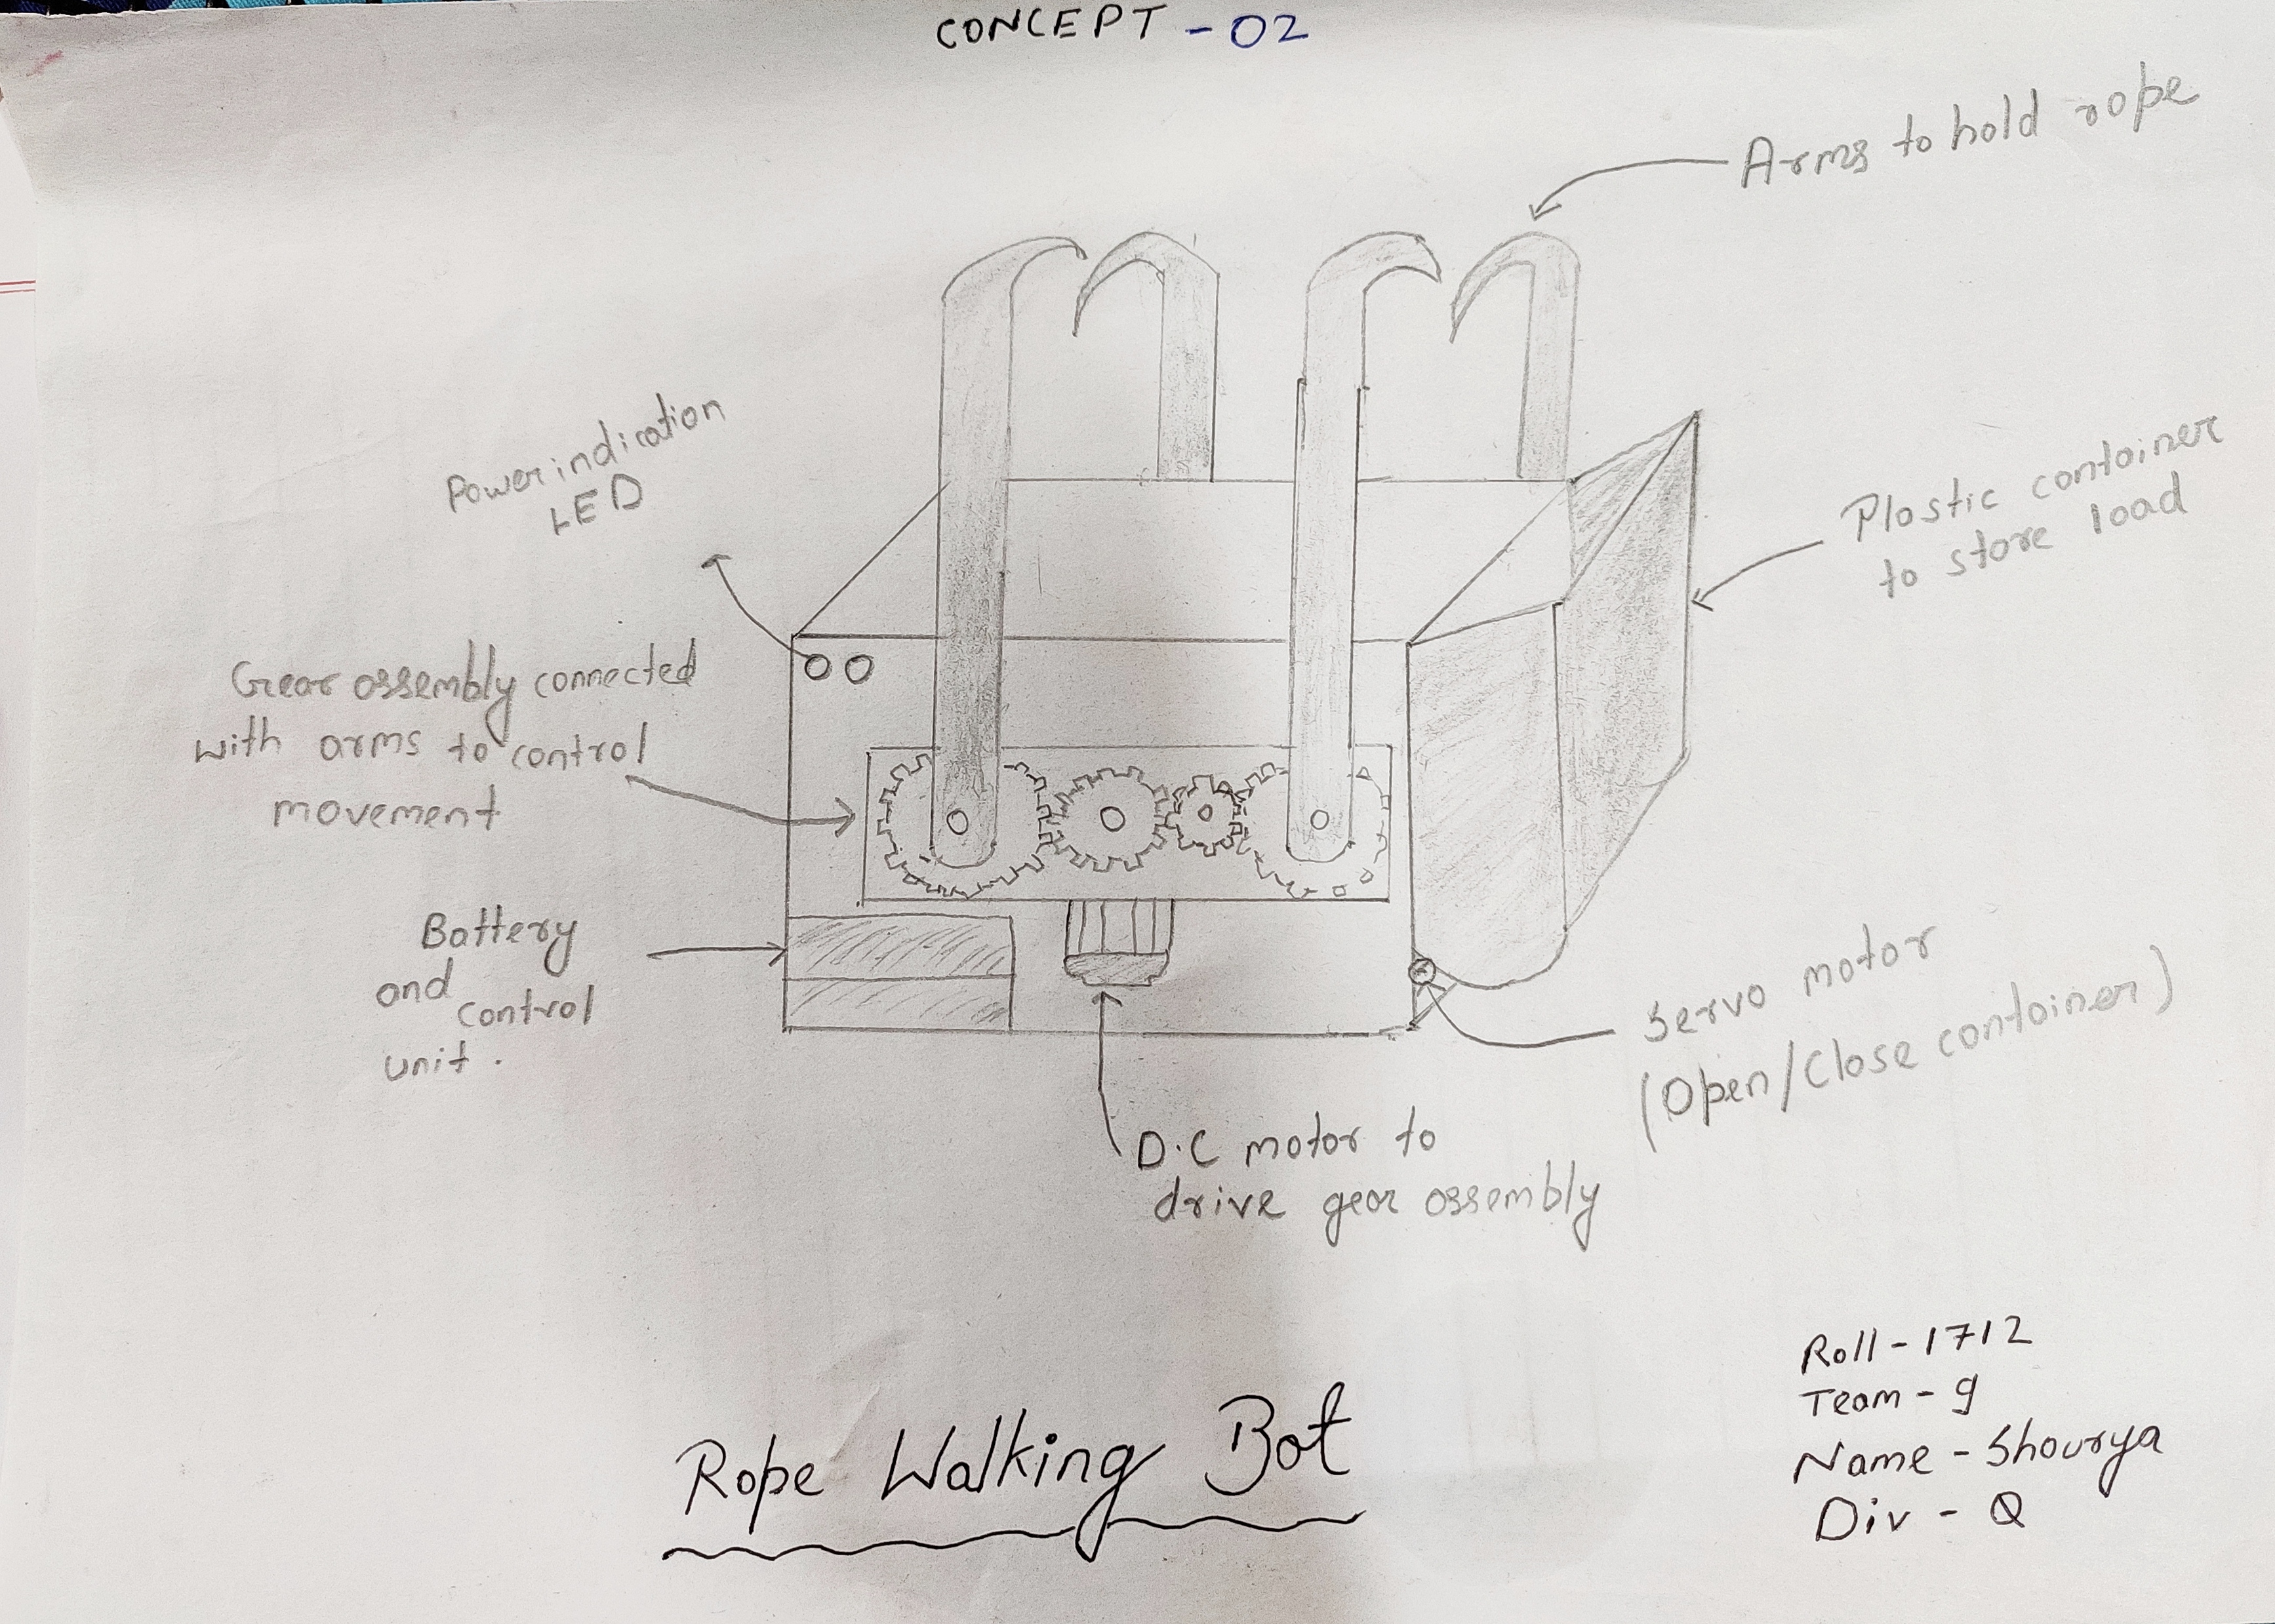 CONCEPT - 02
Arms to hold rope
Power indication
LED
Plastic container
to store load
Gear assembly connected
with arms to control
movement
Battery
and
control
unit .
Servo motor
(Open/Close container)
D.C motor to
drive gear assembly
Rope Walking Bot
Roll - 1712
Team - 9
Name - Shourya
Div - Q